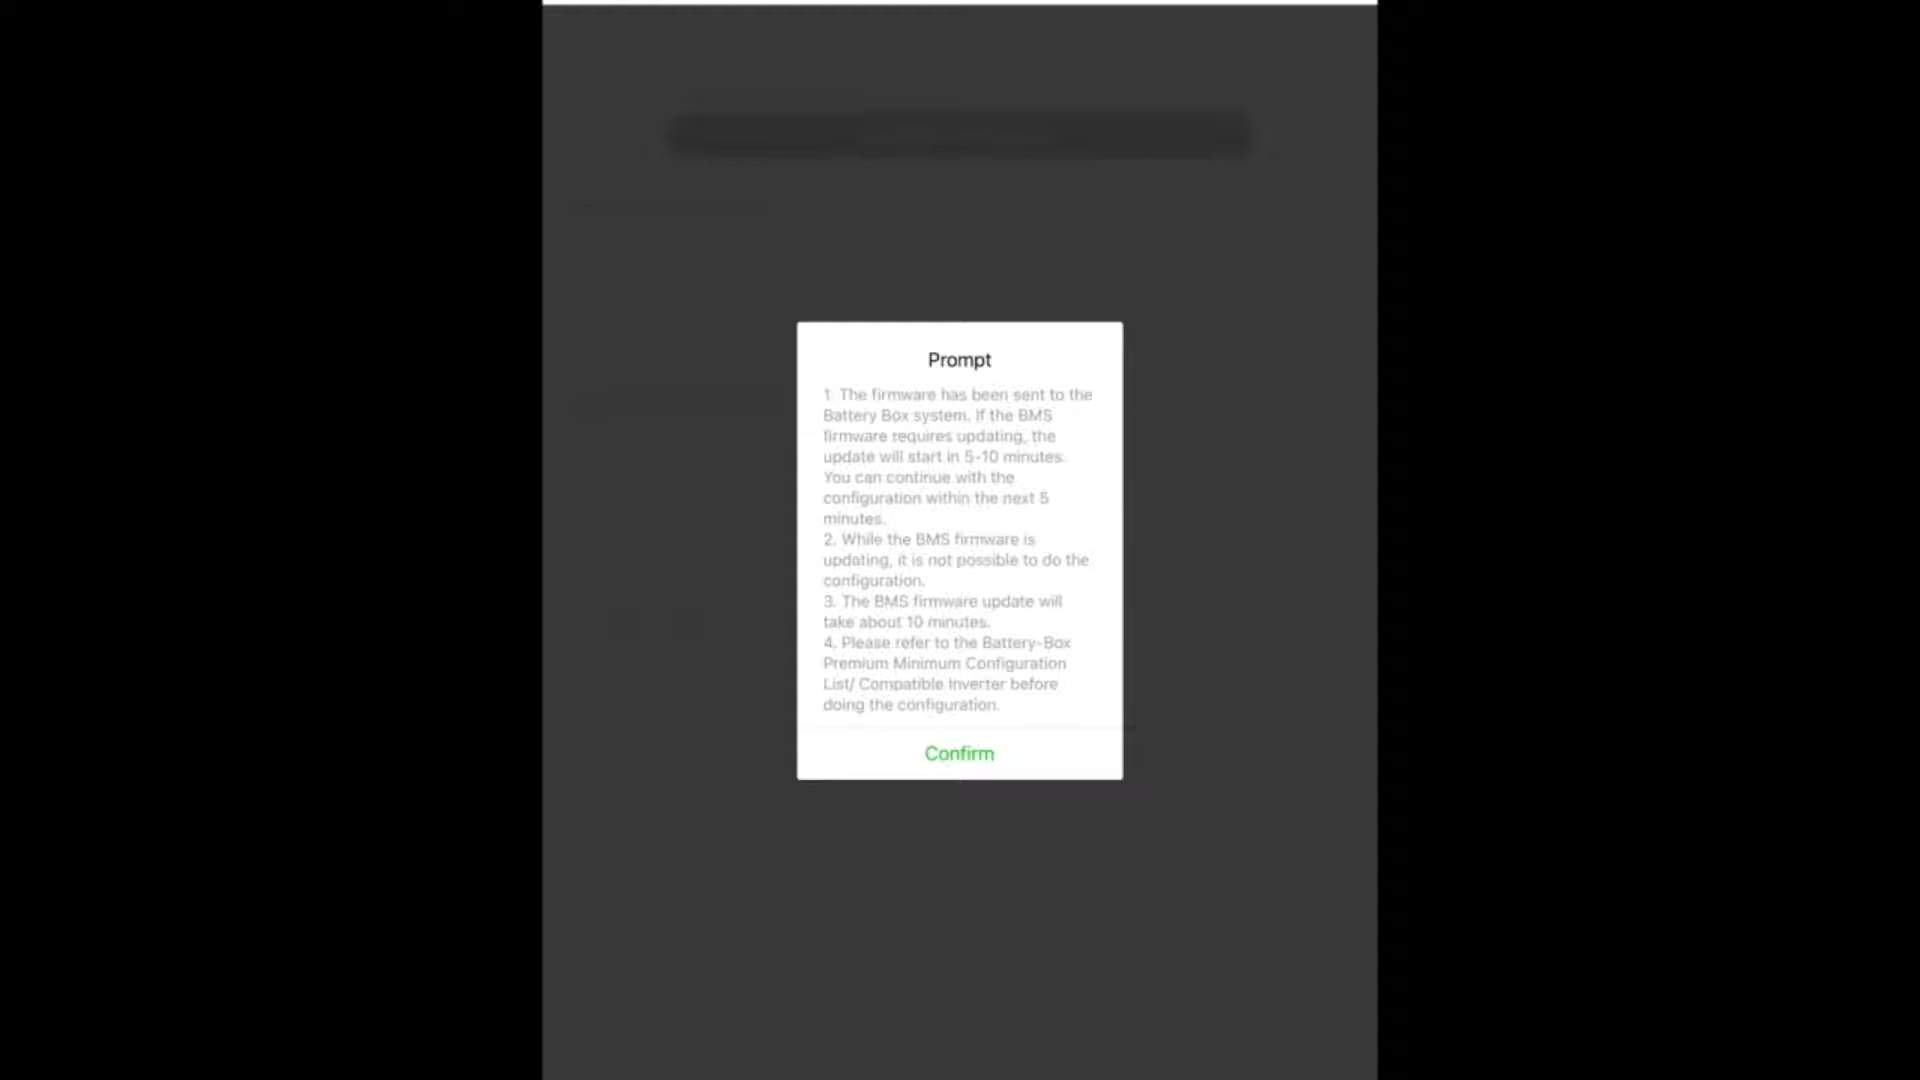 Prompt
1. The firmware has been sent to the
Battery Box system. If the BMS
firmware requires updating, the
update will start in 5-10 minutes.
You can continue with the
configuration within the next 5
minutes.
2. While the BMS firmware is
updating, it is not possible to do the
configuration.
3. The BMS firmware update will
take about 10 minutes.
4. Please refer to the Battery-Box
Premium Minimum Configuration
List/ Compatible Inverter before
doing the configuration.
Confirm